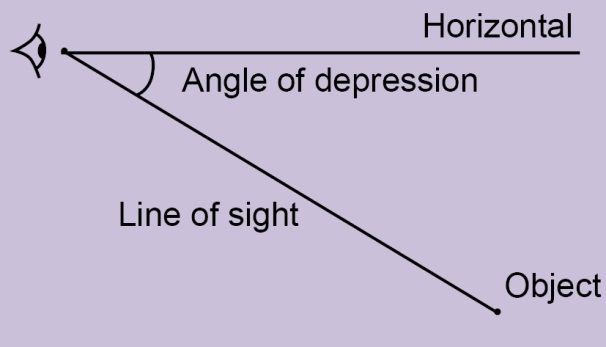 Horizontal
Angle of depression
Line of sight
Object